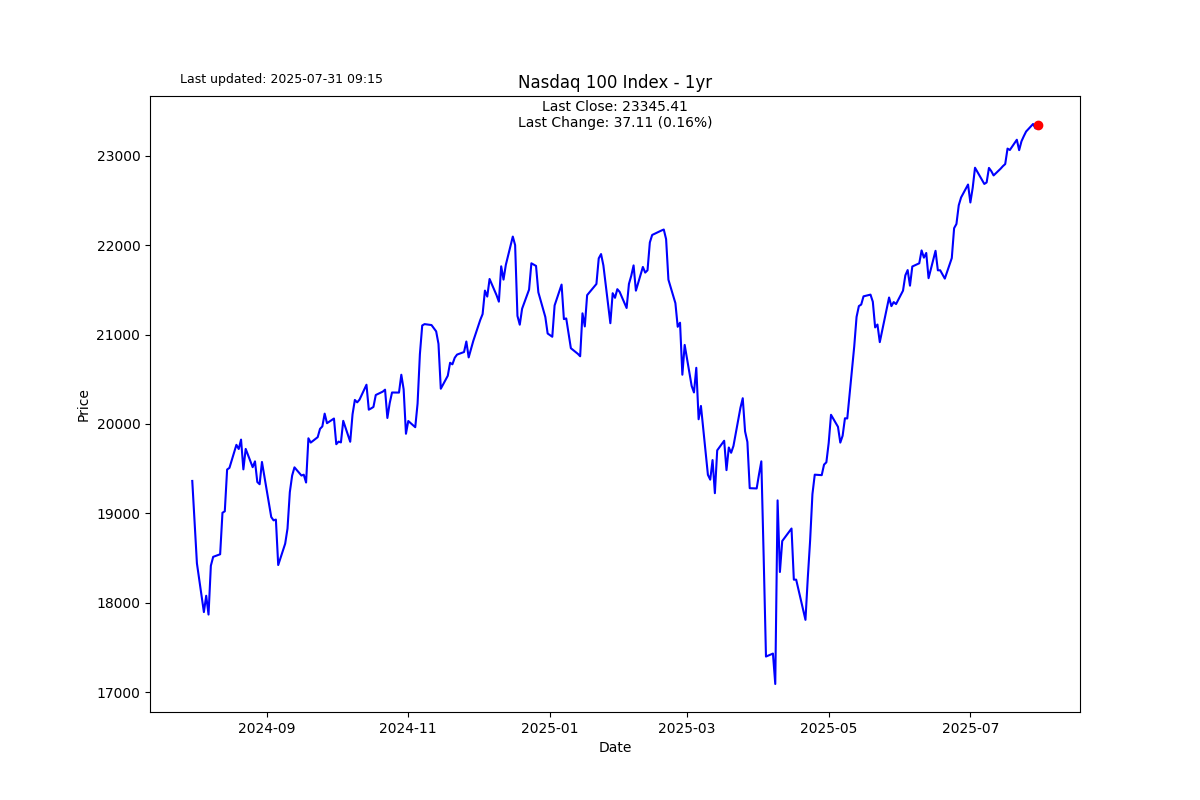 Last updated: 2025-07-31 09:15
Nasdaq 100 Index - 1yr
Last Close: 23345.41
Last Change: 37.11 (0.16%)
23000
22000
21000
20000
19000
18000
17000
Price
2024-09
2024-11
2025-01
2025-03
2025-05
2025-07
Date